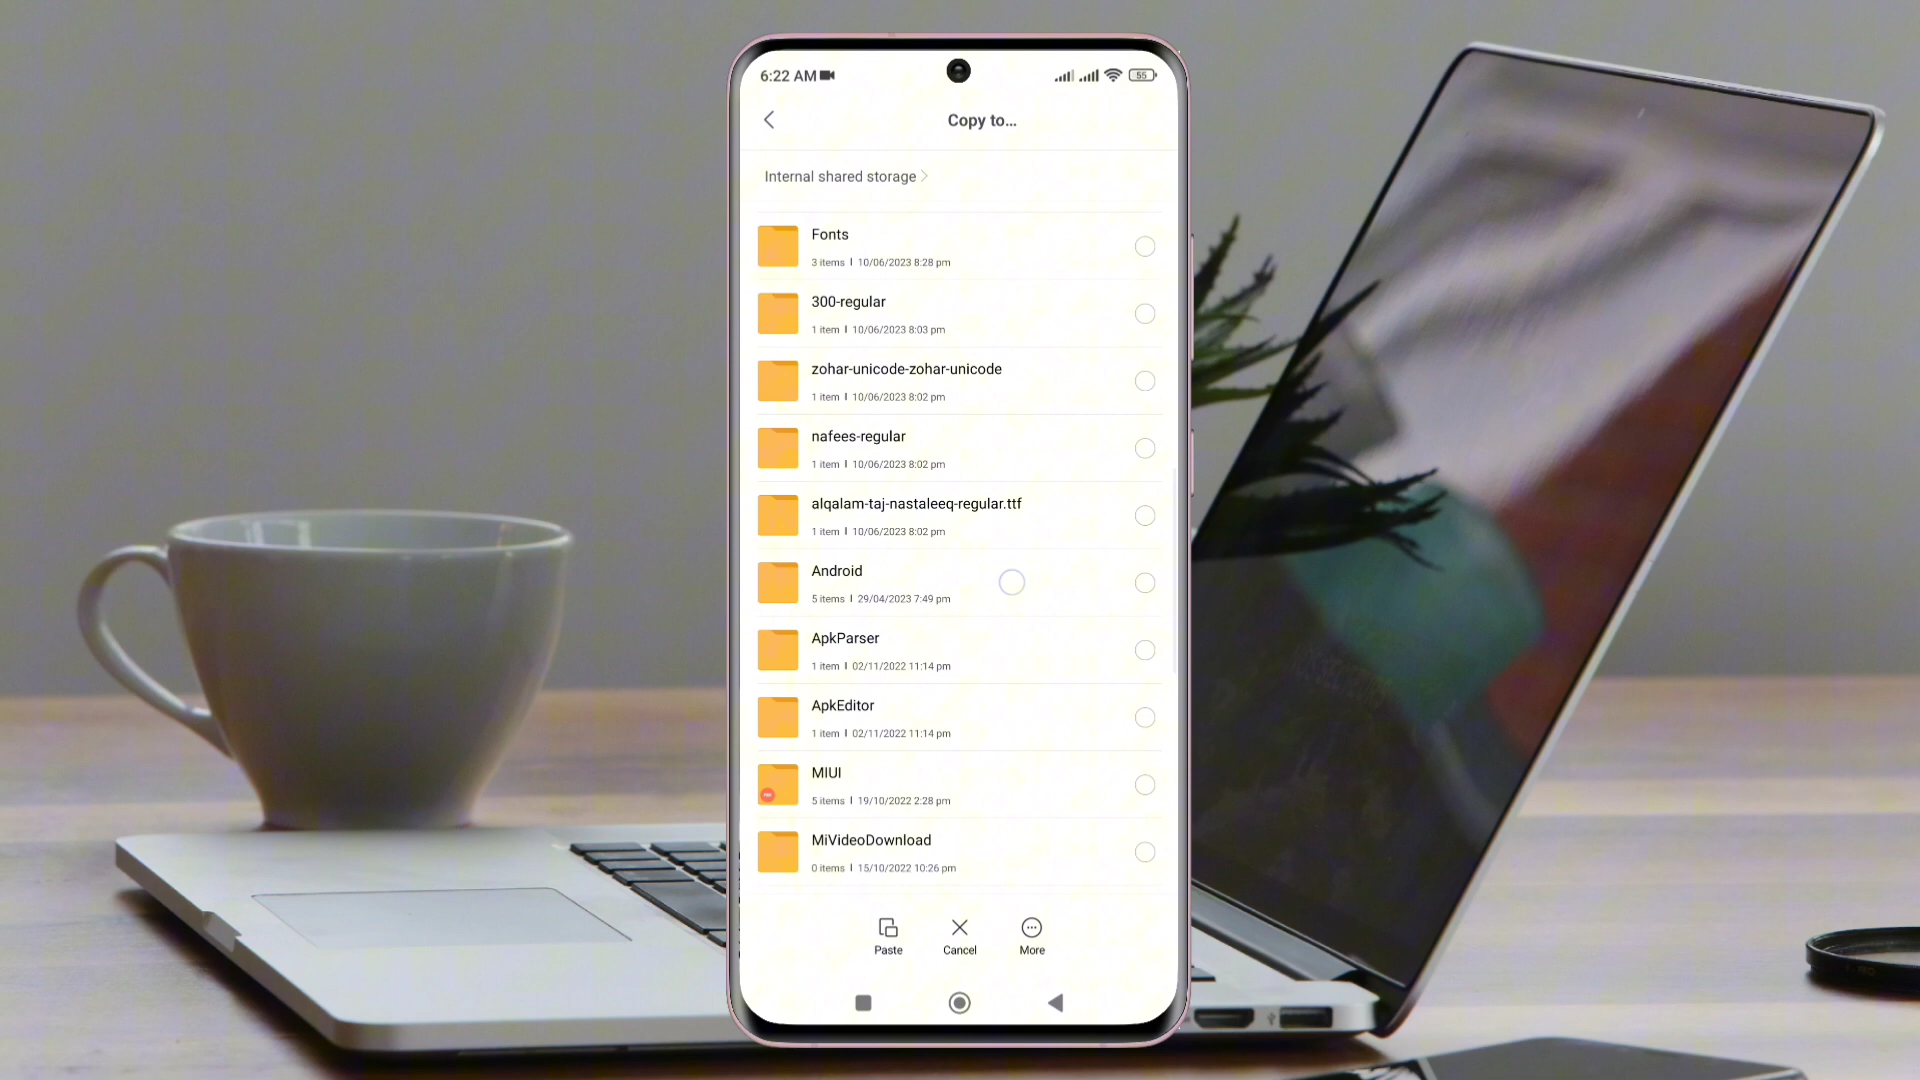 6:22 AM
55
Copy to...
Internal shared storage
Fonts
3 items | 10/06/2023 8:28 pm
300-regular
1 item | 10/06/2023 8:03 pm
zohar-unicode-zohar-unicode
1 item | 10/06/2023 8:02 pm
nafees-regular
1 item | 10/06/2023 8:02 pm
alqalam-taj-nastaleeq-regular.ttf
1 item | 10/06/2023 8:02 pm
Android
5 items | 29/04/2023 7:49 pm
ApkParser
1 item | 02/11/2022 11:14 pm
ApkEditor
1 item | 02/11/2022 11:14 pm
MIUI
5 items | 19/10/2022 2:28 pm
MiVideoDownload
0 items | 15/10/2022 10:26 pm
Paste Cancel More